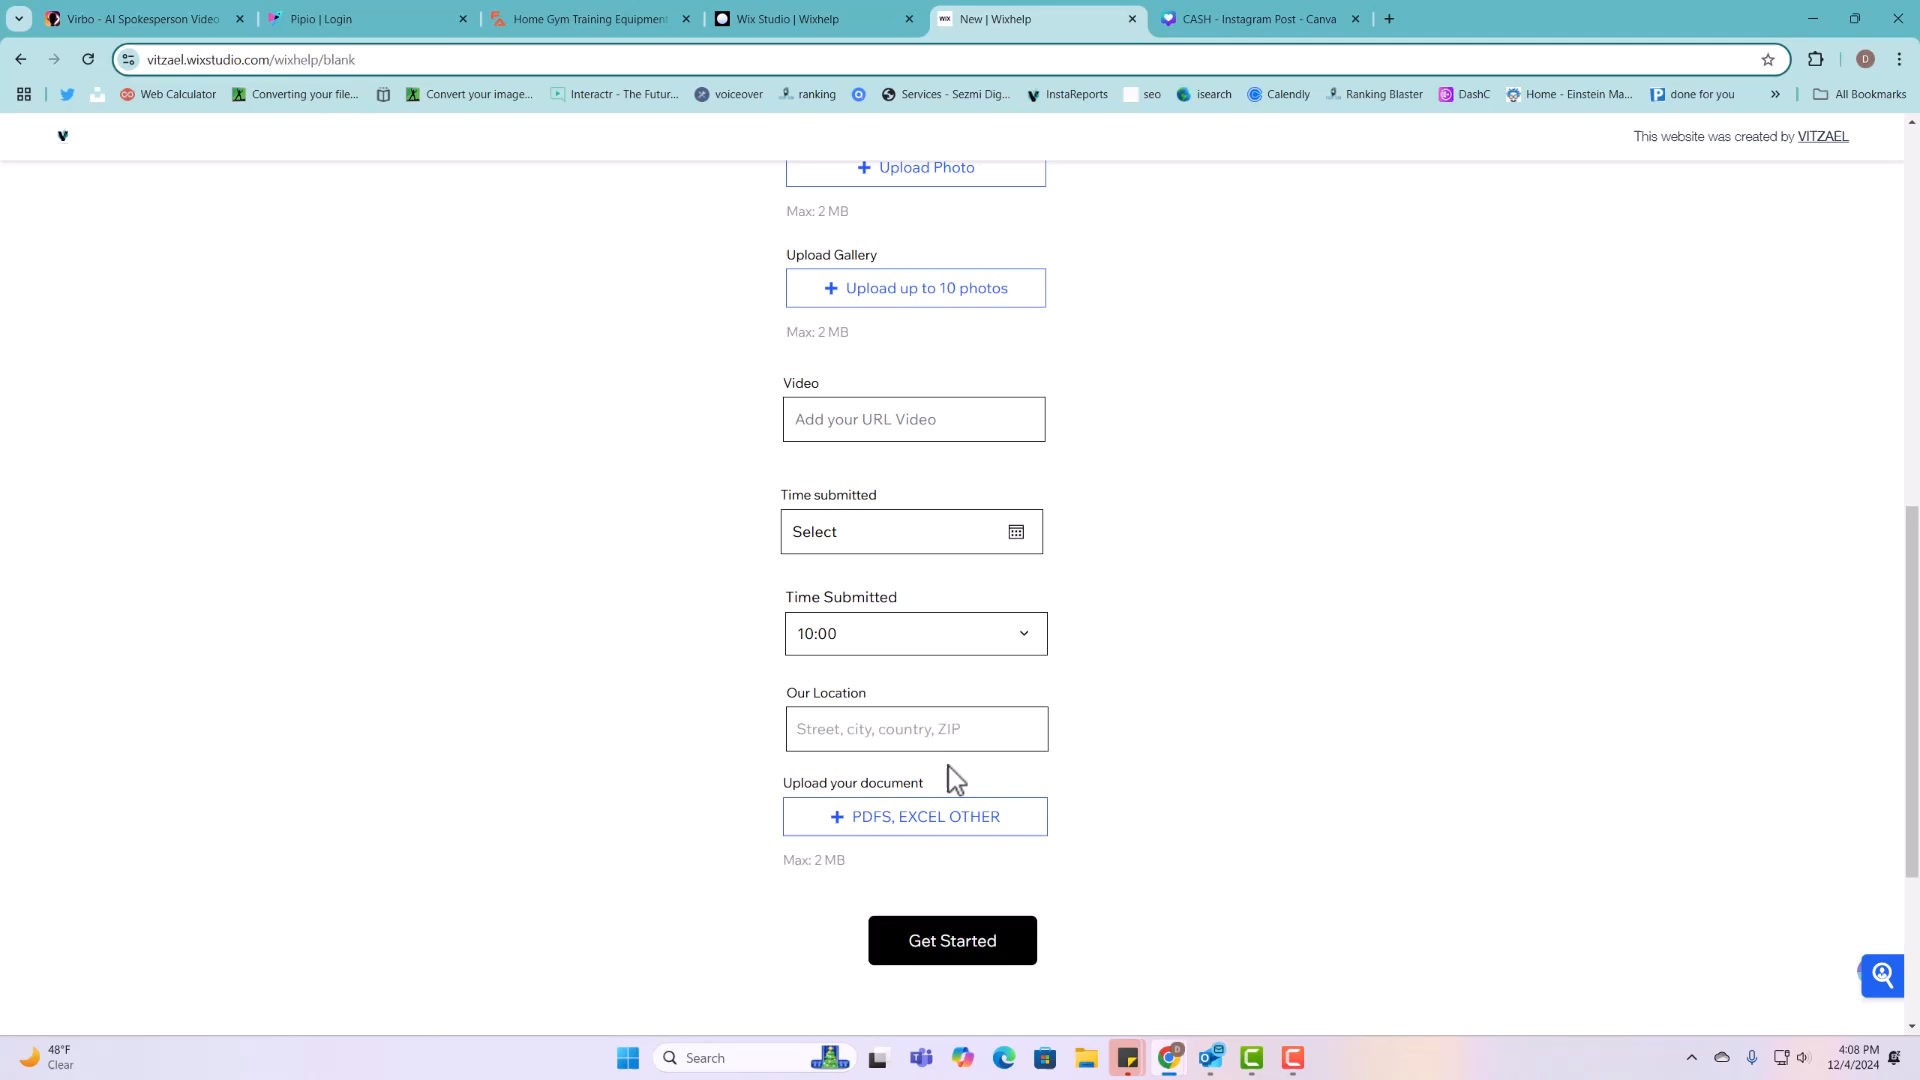 Virbo - AI Spokesperson Video
Pipio | Login
Home Gym Training Equipment
Wix Studio | Wixhelp
WIX New | Wixhelp
CASH - Instagram Post - Canva
vitzael.wixstudio.com/wixhelp/blank
D
Web Calculator
Converting your file...
Convert your image...
Interactr - The Futur...
voiceover
ranking
Services - Sezmi Dig...
InstaReports
seo
isearch
Calendly
Ranking Blaster
DashC
Home - Einstein Ma...
done for you
All Bookmarks
This website was created by VITZAEL
+ Upload Photo
Max: 2 MB
Upload Gallery
+ Upload up to 10 photos
Max: 2 MB
Video
Add your URL Video
Time submitted
Select
Time Submitted
10:00
Our Location
Street, city, country, ZIP
Upload your document
+ PDFS, EXCEL OTHER
Max: 2 MB
Get Started
48°F
Clear
Search
4:08 PM
12/4/2024